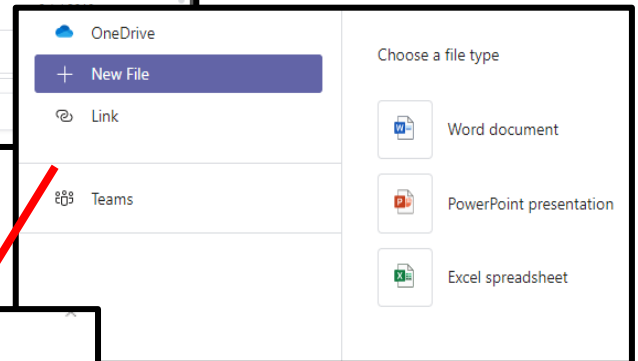 OneDrive
New File
Link
Teams
Choose a file type
Word document
PowerPoint presentation
Excel spreadsheet